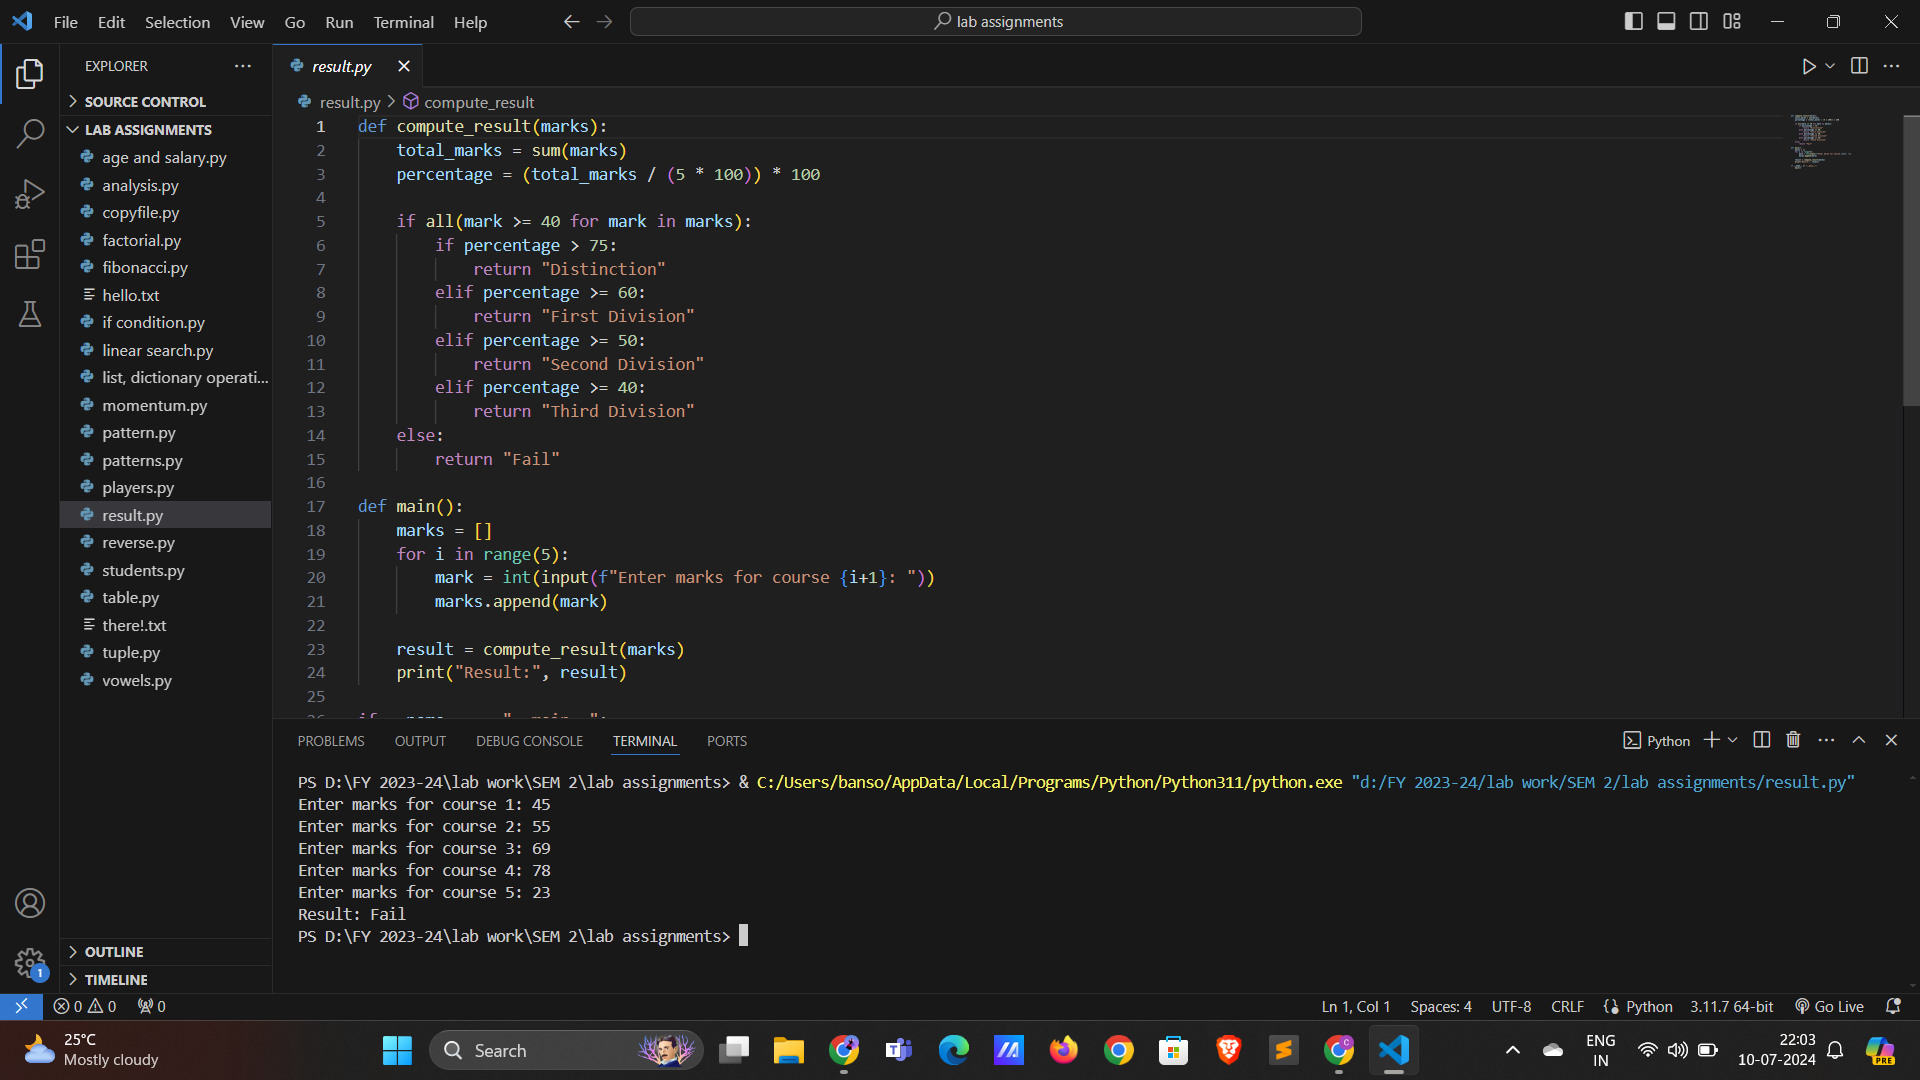 File Edit Selection View Go Run Terminal Help
lab assignments
EXPLORER
SOURCE CONTROL
LAB ASSIGNMENTS
age and salary.py
analysis.py
copyfile.py
factorial.py
fibonacci.py
hello.txt
if condition.py
linear search.py
list, dictionary operati...
momentum.py
pattern.py
patterns.py
players.py
result.py
reverse.py
students.py
table.py
there!.txt
tuple.py
vowels.py
OUTLINE
TIMELINE
result.py
result.py > compute_result
1 def compute_result(marks):
2     total_marks = sum(marks)
3     percentage = (total_marks / (5 * 100)) * 100
4
5     if all(mark >= 40 for mark in marks):
6         if percentage > 75:
7             return "Distinction"
8         elif percentage >= 60:
9             return "First Division"
10         elif percentage >= 50:
11             return "Second Division"
12         elif percentage >= 40:
13             return "Third Division"
14     else:
15         return "Fail"
16
17 def main():
18     marks = []
19     for i in range(5):
20         mark = int(input(f"Enter marks for course {i+1}: "))
21         marks.append(mark)
22
23     result = compute_result(marks)
24     print("Result:", result)
25
PROBLEMS OUTPUT DEBUG CONSOLE TERMINAL PORTS
Python
PS D:\FY 2023-24\lab work\SEM 2\lab assignments> & C:/Users/banso/AppData/Local/Programs/Python/Python311/python.exe "d:/FY 2023-24/lab work/SEM 2/lab assignments/result.py"
Enter marks for course 1: 45
Enter marks for course 2: 55
Enter marks for course 3: 69
Enter marks for course 4: 78
Enter marks for course 5: 23
Result: Fail
PS D:\FY 2023-24\lab work\SEM 2\lab assignments>
1
0 0 0
Ln 1, Col 1 Spaces: 4 UTF-8 CRLF Python 3.11.7 64-bit Go Live
25°C
Mostly cloudy
Search
C
PRE
ENG
IN
22:03
10-07-2024